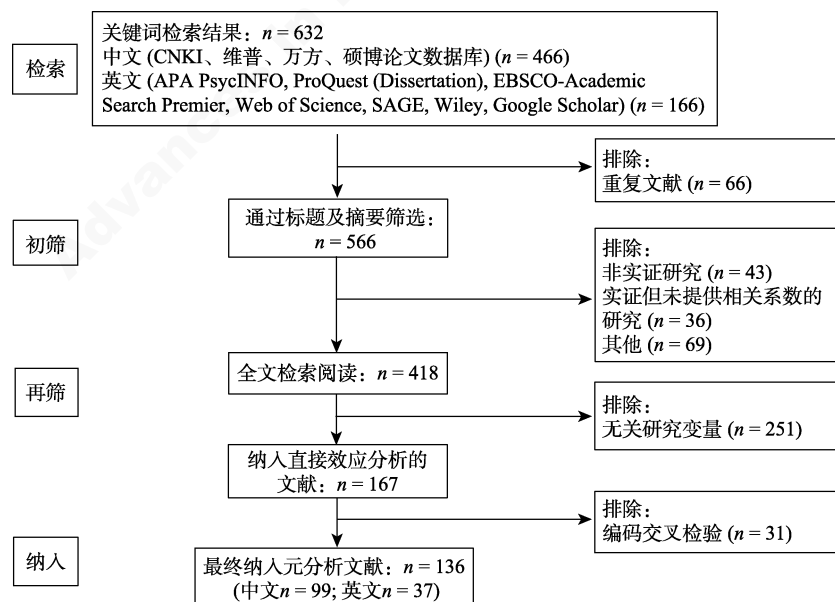 检索
关键词检索结果：n = 632
中文 (CNKI、维普、万方、硕博论文数据库) (n = 466)
英文 (APA PsycINFO, ProQuest (Dissertation), EBSCO-Academic
Search Premier, Web of Science, SAGE, Wiley, Google Scholar) (n = 166)
排除：
重复文献 (n = 66)
初筛
通过标题及摘要筛选：
n = 566
排除：
非实证研究 (n = 43)
实证但未提供相关系数的
研究 (n = 36)
其他 (n = 69)
再筛
全文检索阅读：n = 418
排除：
无关研究变量 (n = 251)
纳入直接效应分析的
文献：n = 167
排除：
编码交叉检验 (n = 31)
纳入
最终纳入元分析文献：n = 136
(中文n = 99; 英文n = 37)